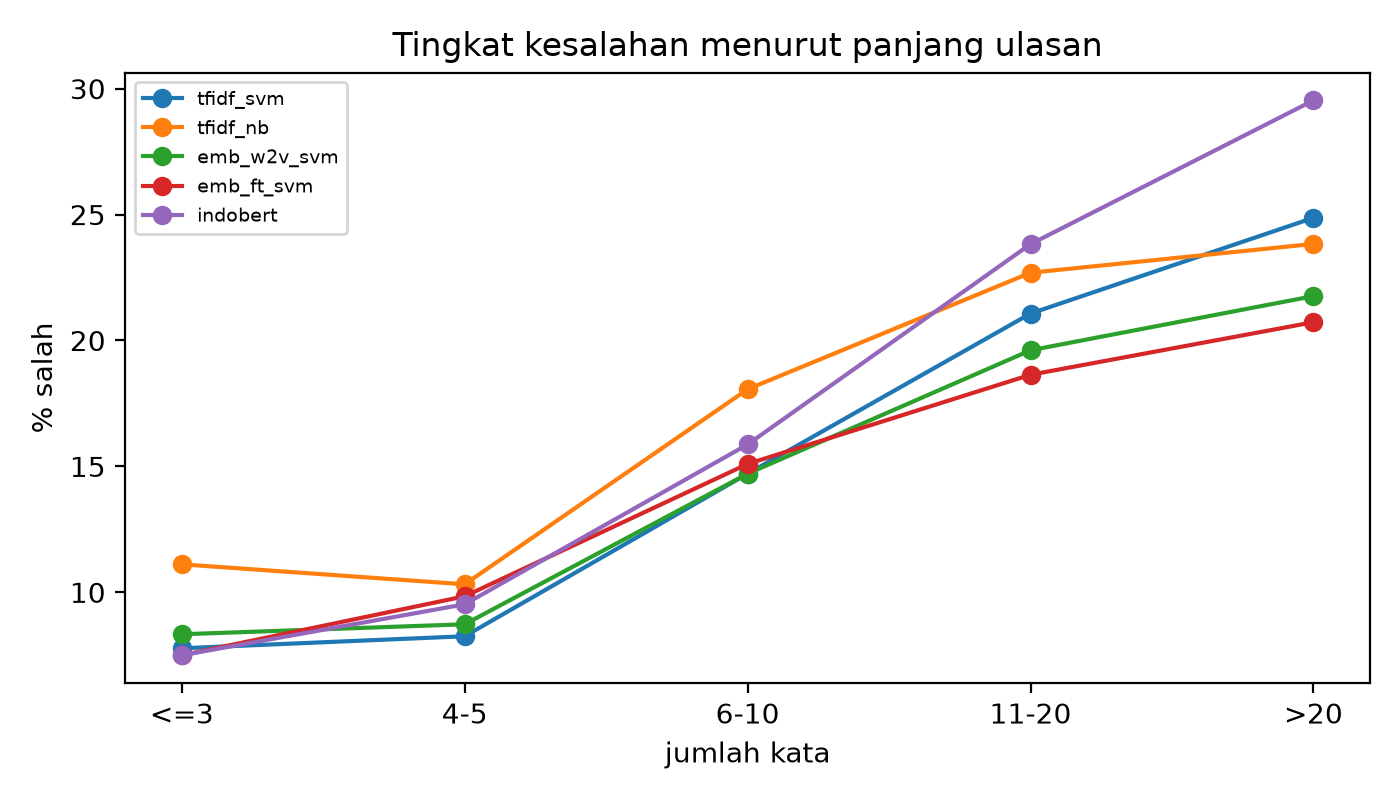 Tingkat kesalahan menurut panjang ulasan
30
25
20
15
10
% salah
tfidf_svm
tfidf_nb
emb_w2v_svm
emb_ft_svm
indobert
<=3
4-5
6-10
11-20
>20
jumlah kata